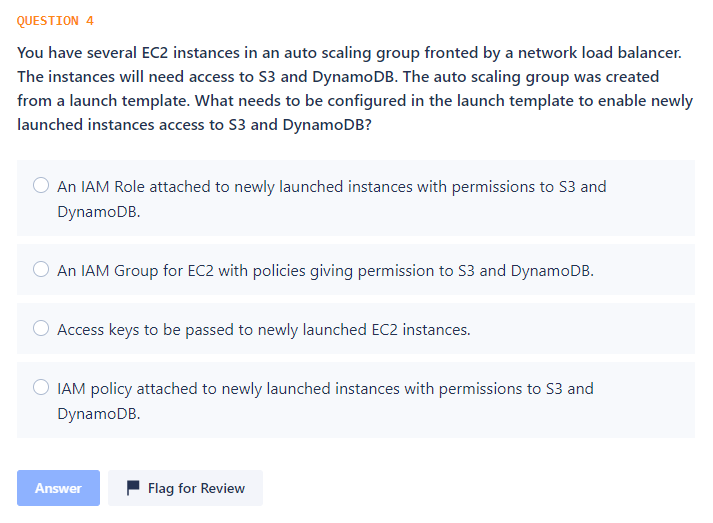 QUESTION 4
You have several EC2 instances in an auto scaling group fronted by a network load balancer.
The instances will need access to S3 and DynamoDB. The auto scaling group was created
from a launch template. What needs to be configured in the launch template to enable newly
launched instances access to S3 and DynamoDB?
An IAM Role attached to newly launched instances with permissions to S3 and
DynamoDB.
An IAM Group for EC2 with policies giving permission to S3 and DynamoDB.
Access keys to be passed to newly launched EC2 instances.
IAM policy attached to newly launched instances with permissions to S3 and
DynamoDB.
Answer Flag for Review